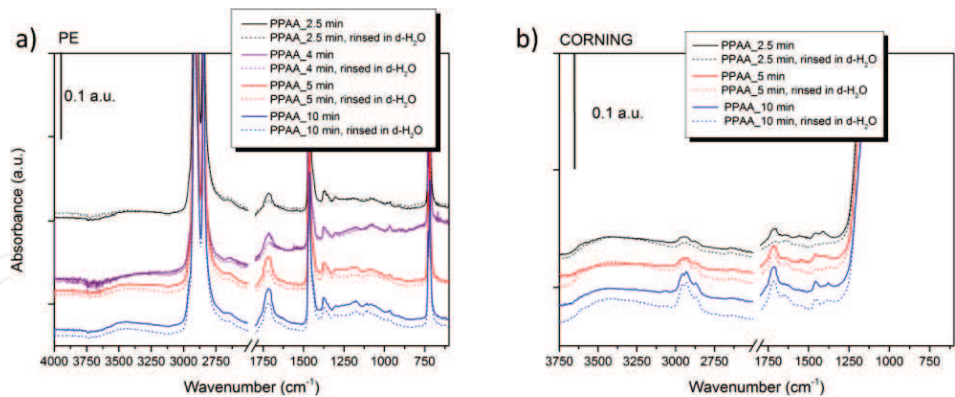 a)
PE
PPAA_2.5 min
PPAA_2.5 min, rinsed in d-H₂O
PPAA_4 min
PPAA_4 min, rinsed in d-H₂O
PPAA_5 min
PPAA_5 min, rinsed in d-H₂O
PPAA_10 min
PPAA_10 min, rinsed in d-H₂O
0.1 a.u.
Absorbance (a.u.)
4000 3750 3500 3250 3000 2750 1750 1500 1250 1000 750
Wavenumber (cm⁻¹)
b)
CORNING
PPAA_2.5 min
PPAA_2.5 min, rinsed in d-H₂O
PPAA_5 min
PPAA_5 min, rinsed in d-H₂O
PPAA_10 min
PPAA_10 min, rinsed in d-H₂O
0.1 a.u.
3750 3500 3250 3000 2750 1750 1500 1250 1000 750
Wavenumber (cm⁻¹)